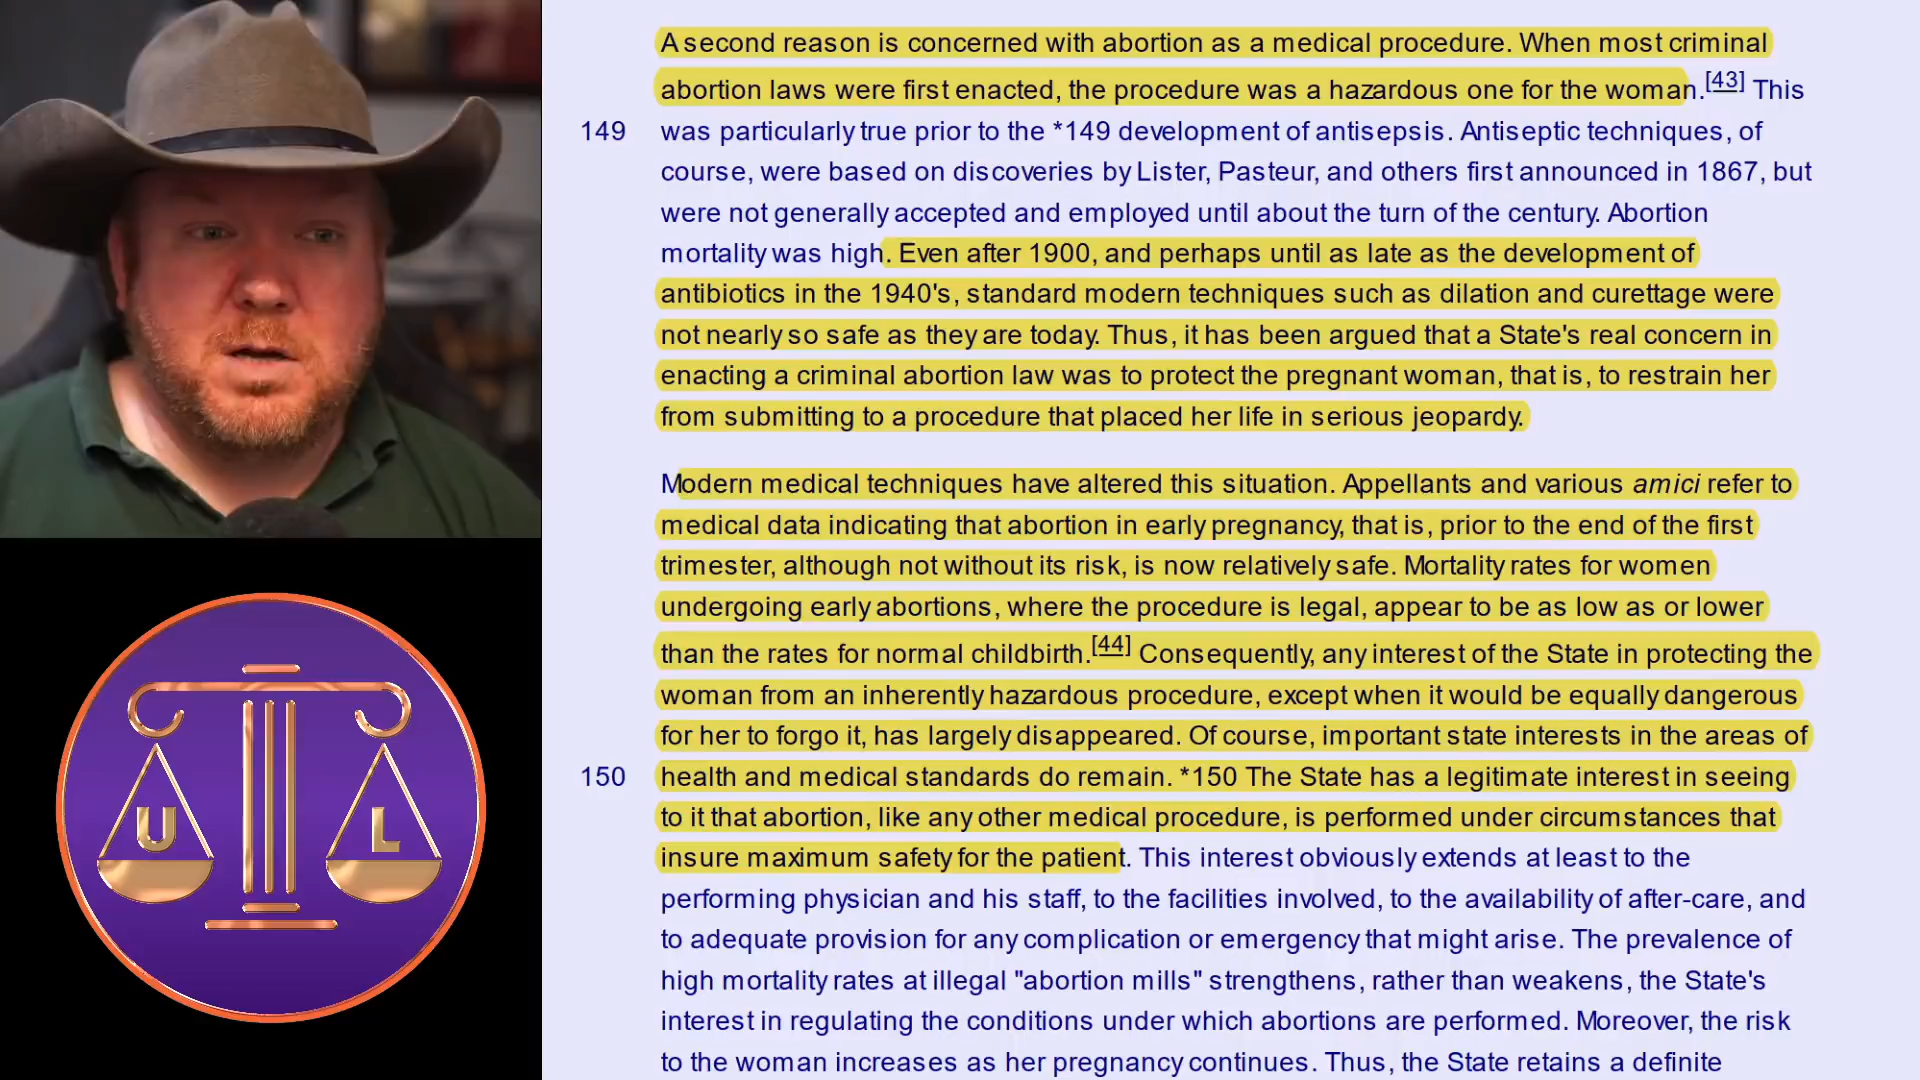 A second reason is concerned with abortion as a medical procedure. When most criminal
abortion laws were first enacted, the procedure was a hazardous one for the woman.[43] This
149 was particularly true prior to the *149 development of antisepsis. Antiseptic techniques, of
course, were based on discoveries by Lister, Pasteur, and others first announced in 1867, but
were not generally accepted and employed until about the turn of the century. Abortion
mortality was high. Even after 1900, and perhaps until as late as the development of
antibiotics in the 1940's, standard modern techniques such as dilation and curettage were
not nearly so safe as they are today. Thus, it has been argued that a State's real concern in
enacting a criminal abortion law was to protect the pregnant woman, that is, to restrain her
from submitting to a procedure that placed her life in serious jeopardy.
Modern medical techniques have altered this situation. Appellants and various amici refer to
medical data indicating that abortion in early pregnancy, that is, prior to the end of the first
trimester, although not without its risk, is now relatively safe. Mortality rates for women
undergoing early abortions, where the procedure is legal, appear to be as low as or lower
than the rates for normal childbirth.[44] Consequently, any interest of the State in protecting the
woman from an inherently hazardous procedure, except when it would be equally dangerous
for her to forgo it, has largely disappeared. Of course, important state interests in the areas of
150 health and medical standards do remain. *150 The State has a legitimate interest in seeing
to it that abortion, like any other medical procedure, is performed under circumstances that
insure maximum safety for the patient. This interest obviously extends at least to the
performing physician and his staff, to the facilities involved, to the availability of after-care, and
to adequate provision for any complication or emergency that might arise. The prevalence of
high mortality rates at illegal "abortion mills" strengthens, rather than weakens, the State's
interest in regulating the conditions under which abortions are performed. Moreover, the risk
to the woman increases as her pregnancy continues. Thus, the State retains a definite
U L